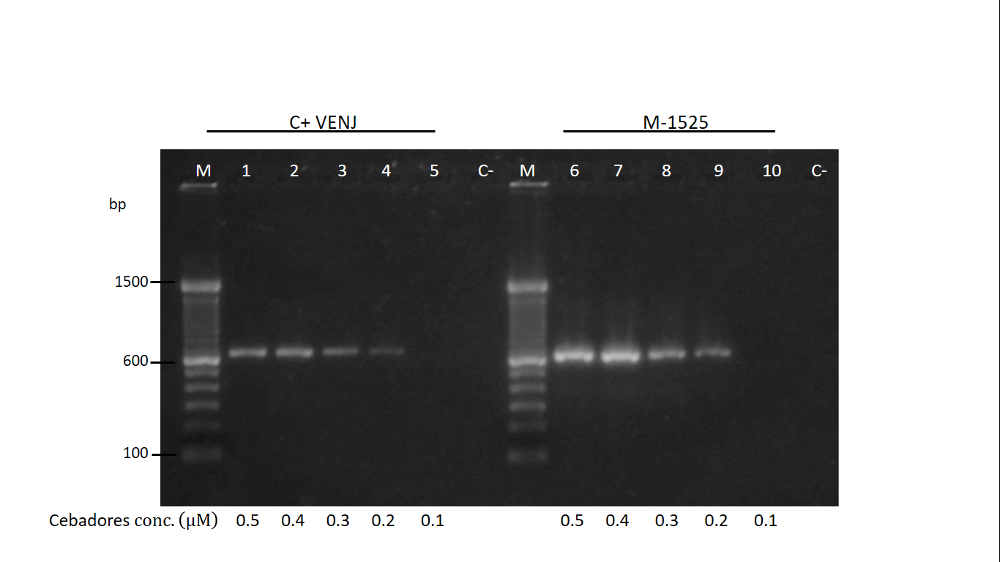 C+ VENJ M-1525
M 1 2 3 4 5 C- M 6 7 8 9 10 C-
bp
1500
600
100
Cebadores conc. (μM) 0.5 0.4 0.3 0.2 0.1 0.5 0.4 0.3 0.2 0.1